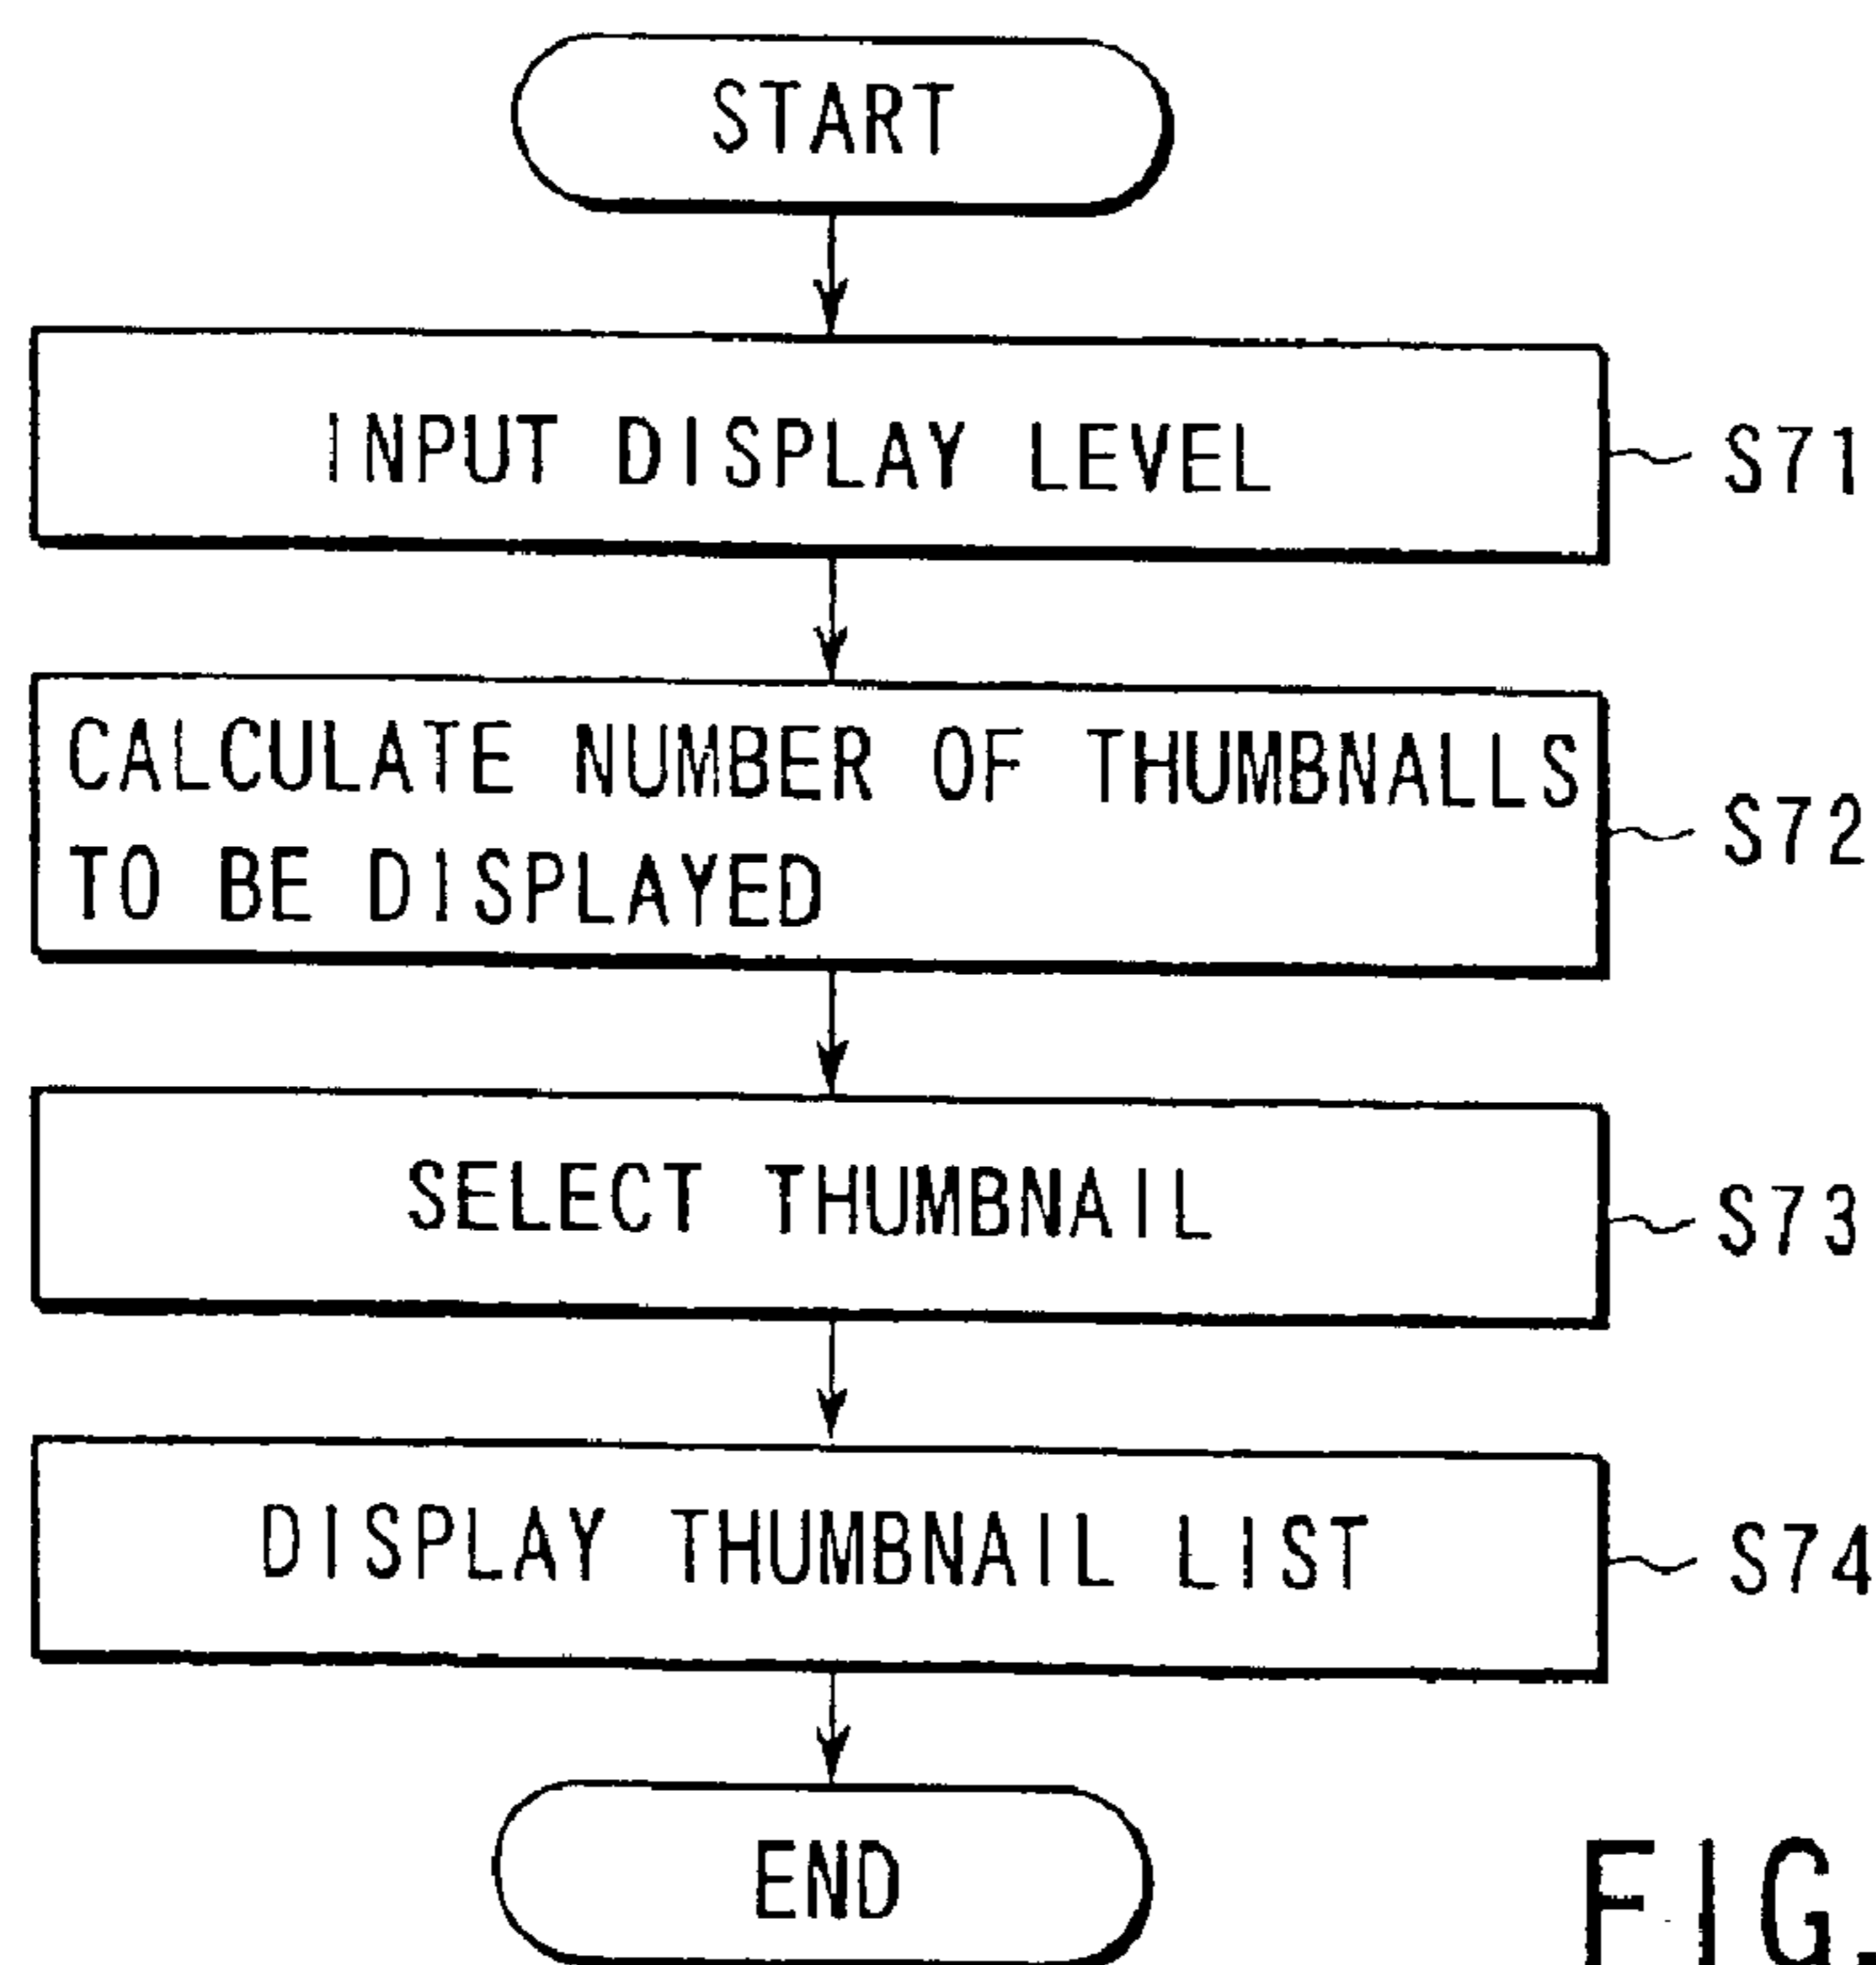 START
INPUT DISPLAY LEVEL
S71
CALCULATE NUMBER OF THUMBNALLS
TO BE DISPLAYED
S72
SELECT THUMBNAIL
S73
DISPLAY THUMBNAIL LIST
S74
END
FIG.